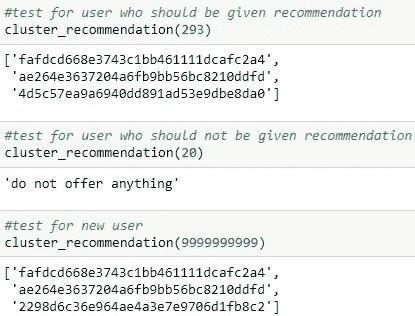 #test for user who should be given recommendation
cluster_recommendation(293)
['fafdcd668e3743c1bb461111dcafc2a4',
'ae264e3637204a6fb9bb56bc8210ddfd',
'4d5c57ea9a6940dd891ad53e9dbe8da0']
#test for user who should not be given recommendation
cluster_recommendation(20)
'do not offer anything'
#test for new user
cluster_recommendation(9999999999)
['fafdcd668e3743c1bb461111dcafc2a4',
'ae264e3637204a6fb9bb56bc8210ddfd',
'2298d6c36e964ae4a3e7e9706d1fb8c2']